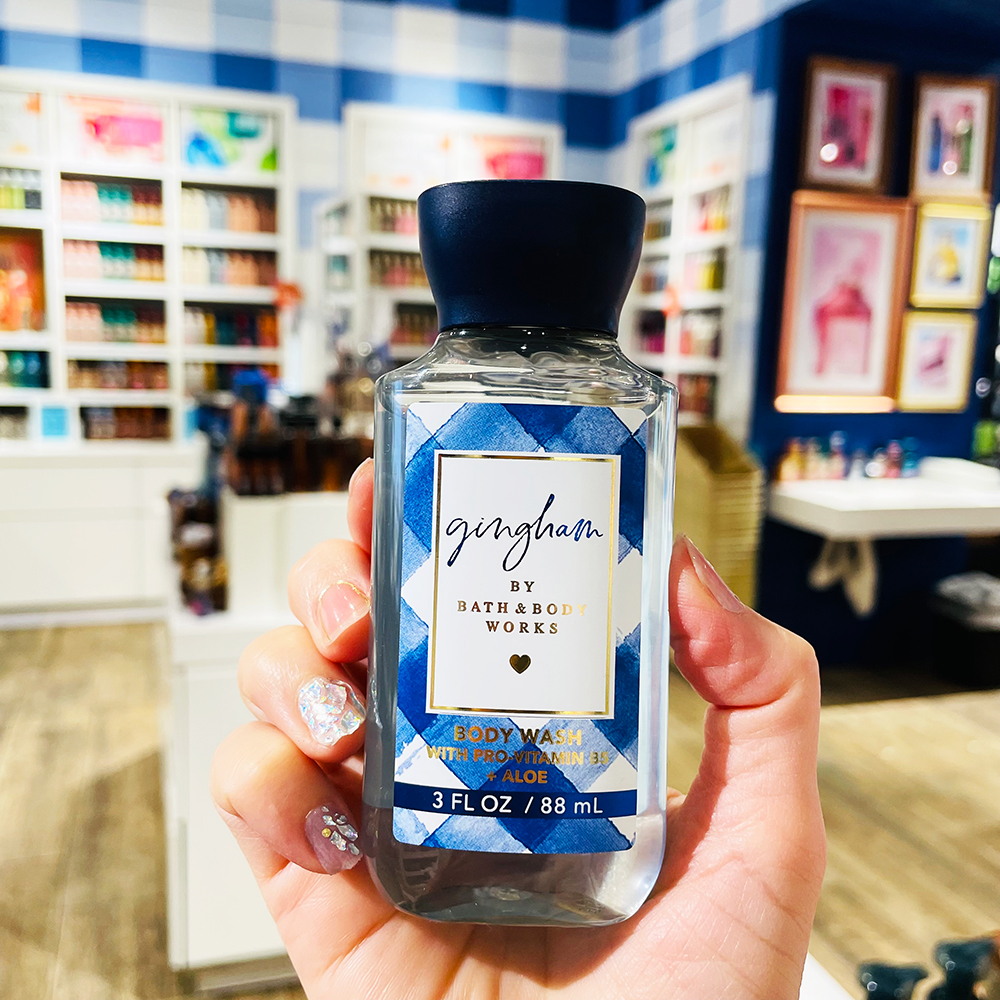 gingham
BY
BATH & BODY
WORKS
BODY WASH
WITH PRO-VITAMIN B5
+ ALOE
3 FL OZ / 88 mL